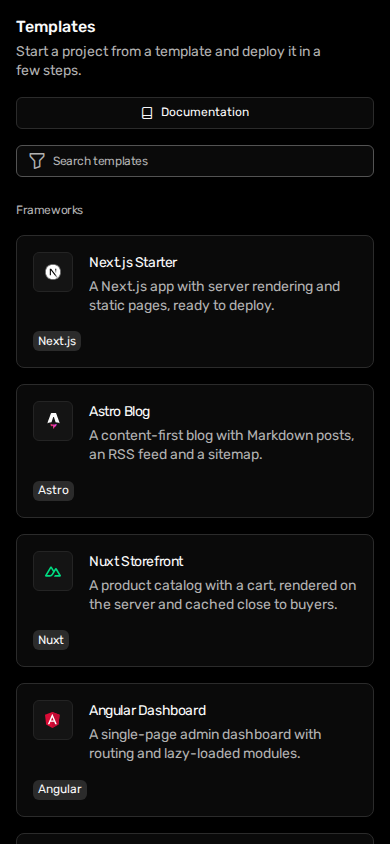 Templates
Start a project from a template and deploy it in a
few steps.
Documentation
Search templates
Frameworks
Next.js Starter
A Next.js app with server rendering and
static pages, ready to deploy.
Next.js
Astro Blog
A content-first blog with Markdown posts,
an RSS feed and a sitemap.
Astro
Nuxt Storefront
A product catalog with a cart, rendered on
the server and cached close to buyers.
Nuxt
Angular Dashboard
A single-page admin dashboard with
routing and lazy-loaded modules.
Angular